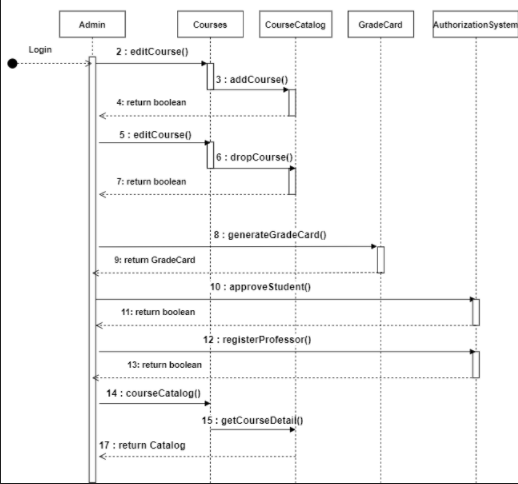 Admin
Courses
CourseCatalog
GradeCard
AuthorizationSystem
Login
2 : editCourse()
3 : addCourse()
4: return boolean
5 : editCourse()
6 : dropCourse()
7: return boolean
8 : generateGradeCard()
9: return GradeCard
10 : approveStudent()
11: return boolean
12 : registerProfessor()
13: return boolean
14 : courseCatalog()
15 : getCourseDetail()
17 : return Catalog